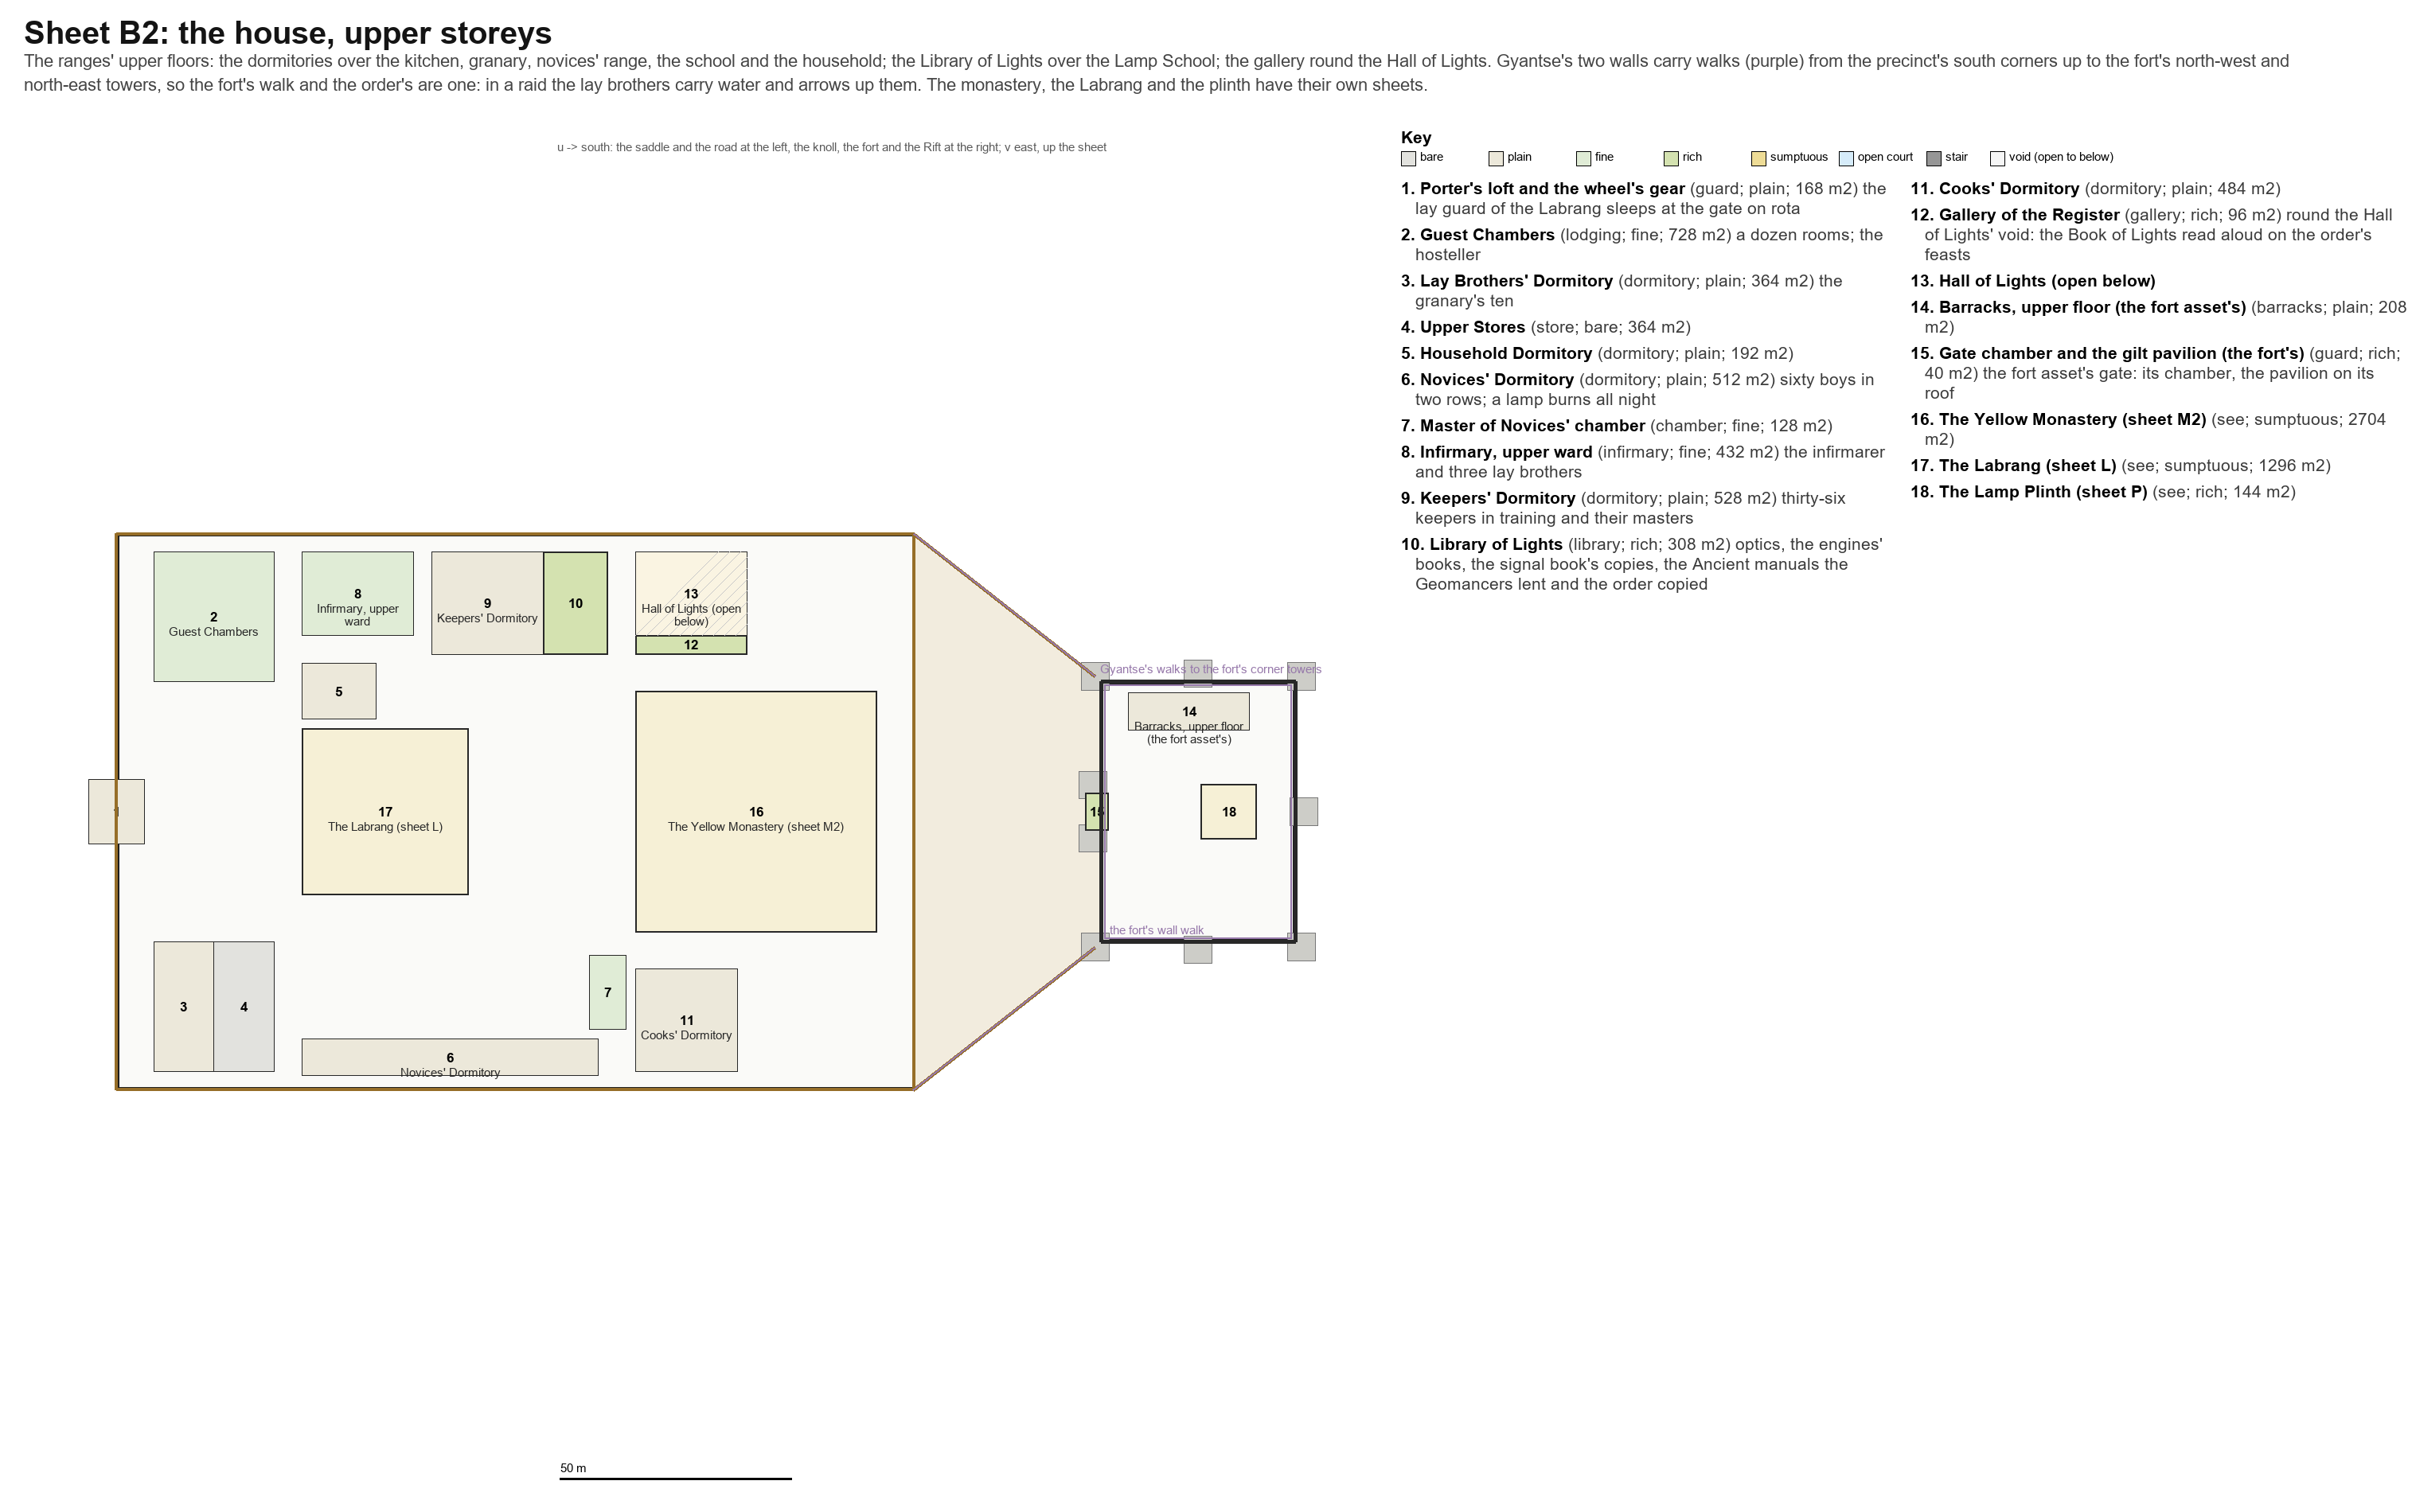 Sheet B2: the house, upper storeys
The ranges' upper floors: the dormitories over the kitchen, granary, novices' range, the school and the household; the Library of Lights over the Lamp School; the gallery round the Hall of Lights. Gyantse's two walls carry walks (purple) from the precinct's south corners up to the fort's north-west and
north-east towers, so the fort's walk and the order's are one: in a raid the lay brothers carry water and arrows up them. The monastery, the Labrang and the plinth have their own sheets.
u -> south: the saddle and the road at the left, the knoll, the fort and the Rift at the right; v east, up the sheet
Key
bare
plain
fine
rich
sumptuous
open court
stair
void (open to below)
1. Porter's loft and the wheel's gear (guard; plain; 168 m2) the
lay guard of the Labrang sleeps at the gate on rota
2. Guest Chambers (lodging; fine; 728 m2) a dozen rooms; the
hosteller
3. Lay Brothers' Dormitory (dormitory; plain; 364 m2) the
granary's ten
4. Upper Stores (store; bare; 364 m2)
5. Household Dormitory (dormitory; plain; 192 m2)
6. Novices' Dormitory (dormitory; plain; 512 m2) sixty boys in
two rows; a lamp burns all night
7. Master of Novices' chamber (chamber; fine; 128 m2)
8. Infirmary, upper ward (infirmary; fine; 432 m2) the infirmarer
and three lay brothers
9. Keepers' Dormitory (dormitory; plain; 528 m2) thirty-six
keepers in training and their masters
10. Library of Lights (library; rich; 308 m2) optics, the engines'
books, the signal book's copies, the Ancient manuals the
Geomancers lent and the order copied
11. Cooks' Dormitory (dormitory; plain; 484 m2)
12. Gallery of the Register (gallery; rich; 96 m2) round the Hall
of Lights' void: the Book of Lights read aloud on the order's
feasts
13. Hall of Lights (open below)
14. Barracks, upper floor (the fort asset's) (barracks; plain; 208
m2)
15. Gate chamber and the gilt pavilion (the fort's) (guard; rich;
40 m2) the fort asset's gate: its chamber, the pavilion on its
roof
16. The Yellow Monastery (sheet M2) (see; sumptuous; 2704
m2)
17. The Labrang (sheet L) (see; sumptuous; 1296 m2)
18. The Lamp Plinth (sheet P) (see; rich; 144 m2)
2
Guest Chambers
8
Infirmary, upper
ward
9
Keepers' Dormitory
10
13
Hall of Lights (open
below)
12
5
Gyantse's walks to the fort's corner towers
14
Barracks, upper floor
(the fort asset's)
1
17
The Labrang (sheet L)
16
The Yellow Monastery (sheet M2)
15
18
the fort's wall walk
3
4
7
11
Cooks' Dormitory
6
Novices' Dormitory
50 m